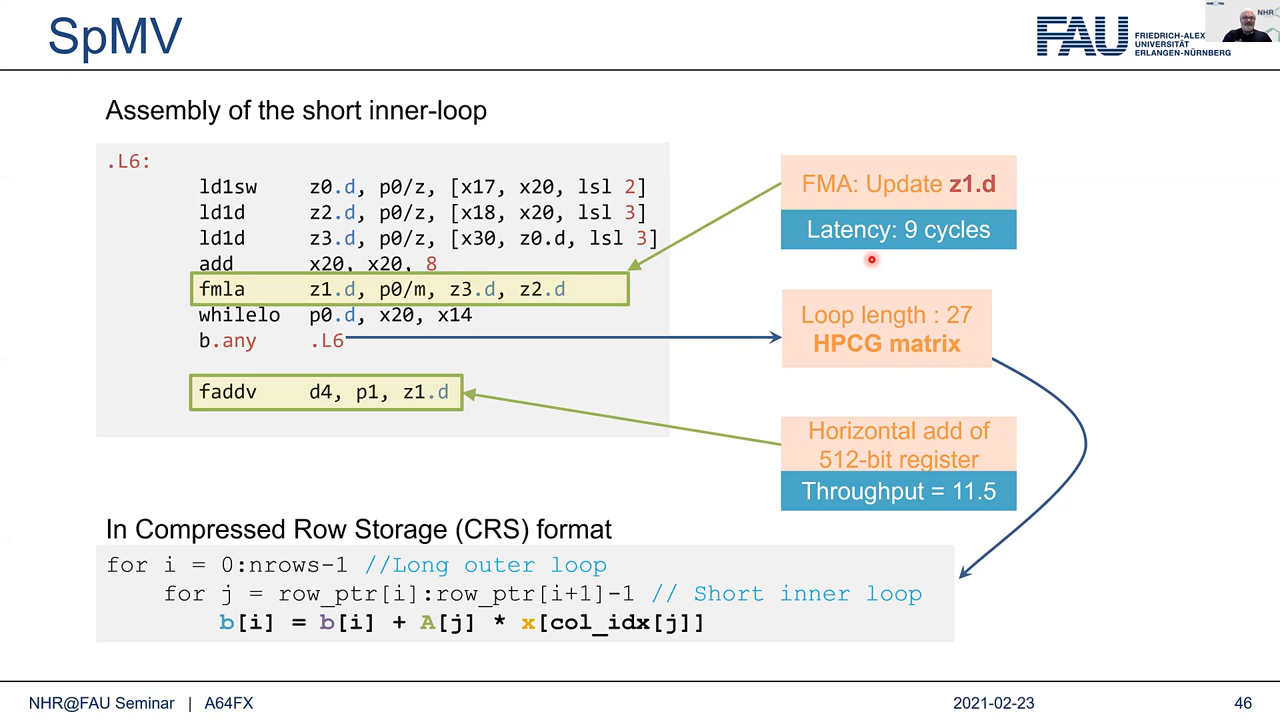 SpMV
FAU FRIEDRICH-ALEX
UNIVERSITÄT
ERLANGEN-NÜRNBERG
NHR
Assembly of the short inner-loop
.L6:
ld1sw z0.d, p0/z, [x17, x20, lsl 2]
ld1d z2.d, p0/z, [x18, x20, lsl 3]
ld1d z3.d, p0/z, [x30, z0.d, lsl 3]
add x20, x20, 8
fmla z1.d, p0/m, z3.d, z2.d
whilelo p0.d, x20, x14
b.any .L6
faddv d4, p1, z1.d
FMA: Update z1.d
Latency: 9 cycles
Loop length : 27
HPCG matrix
Horizontal add of
512-bit register
Throughput = 11.5
In Compressed Row Storage (CRS) format
for i = 0:nrows-1 //Long outer loop
for j = row_ptr[i]:row_ptr[i+1]-1 // Short inner loop
b[i] = b[i] + A[j] * x[col_idx[j]]
NHR@FAU Seminar | A64FX
2021-02-23
46